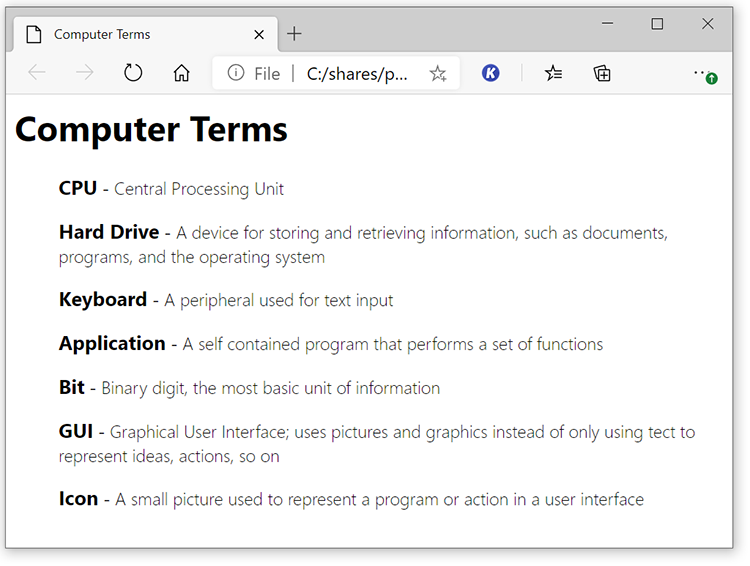 Computer Terms
File | C:/shares/p...
Computer Terms
CPU - Central Processing Unit
Hard Drive - A device for storing and retrieving information, such as documents,
programs, and the operating system
Keyboard - A peripheral used for text input
Application - A self contained program that performs a set of functions
Bit - Binary digit, the most basic unit of information
GUI - Graphical User Interface; uses pictures and graphics instead of only using tect to
represent ideas, actions, so on
Icon - A small picture used to represent a program or action in a user interface